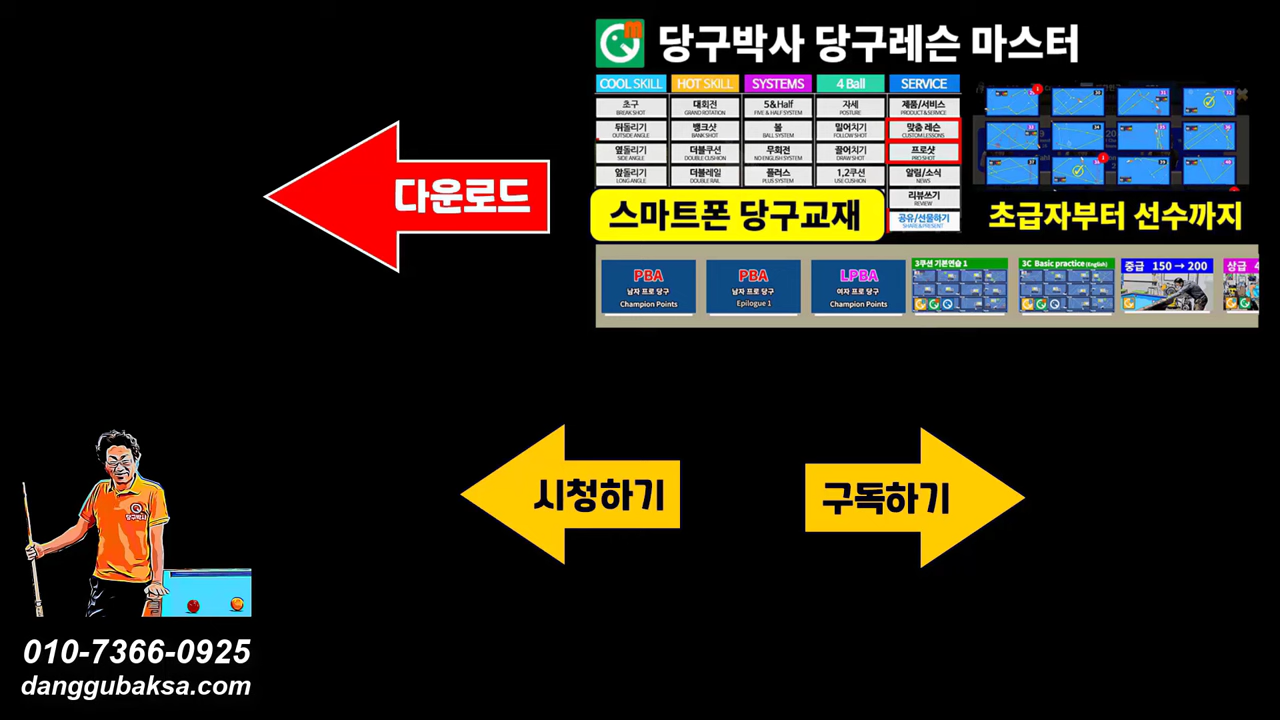 당구박사 당구레슨 마스터
COOL SKILL HOT SKILL SYSTEMS 4 Ball SERVICE
초구 대회전 5&Half 자세 제품/서비스
BREAK SHOT GRAND ROTATION FIVE & HALF SYSTEM POSTURE PRODUCT & SERVICE
뒤돌리기 뱅크샷 볼 밀어치기 맞춤 레슨
OUTSIDE ANGLE BANK SHOT BALL SYSTEM FOLLOW SHOT CUSTOM LESSONS
옆돌리기 더블쿠션 무회전 끌어치기 프로샷
SIDE ANGLE DOUBLE CUSHION NO ENGLISH SYSTEM DRAW SHOT PRO SHOT
앞돌리기 더블레일 플러스 1,2쿠션 알림/소식
LONG ANGLE DOUBLE RAIL PLUS SYSTEM USE CUSHION NEWS
리뷰쓰기
REVIEW
공유/선물하기
SHARE & PRESENT
다운로드
스마트폰 당구교재
초급자부터 선수까지
PBA
남자 프로 당구
Champion Points
PBA
남자 프로 당구
Epilogue 1
LPBA
여자 프로 당구
Champion Points
3쿠션 기본연습 1
3C Basic practice (English)
중급 150 → 200
상급 4
시청하기
구독하기
당구박사
010-7366-0925
danggubaksa.com